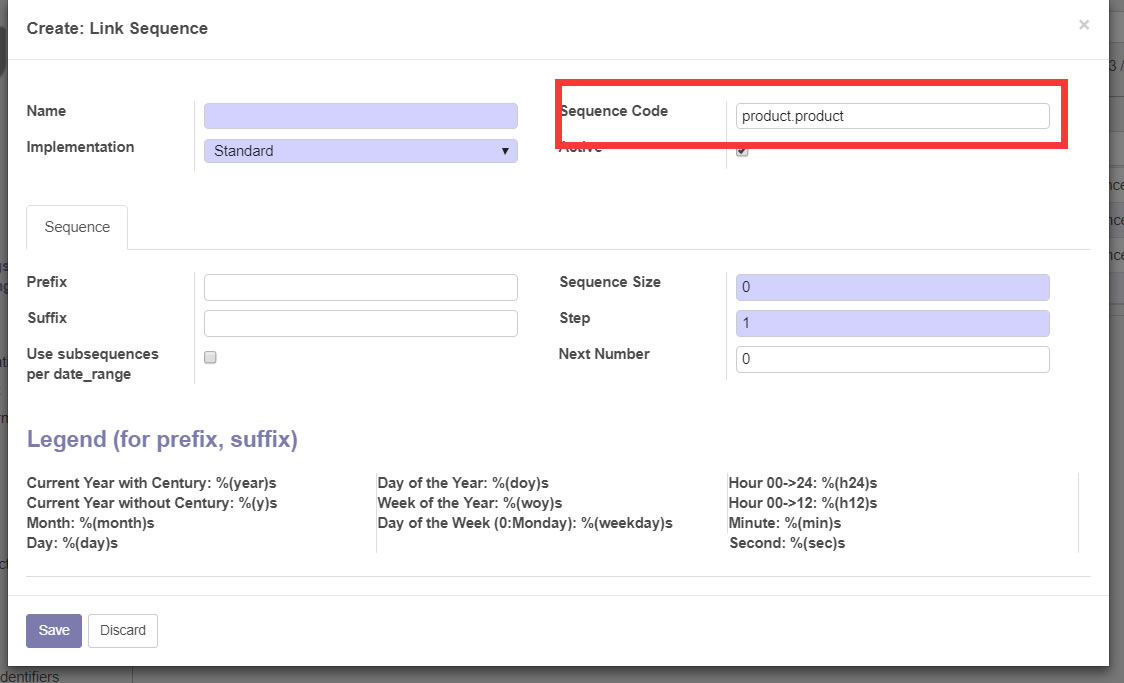 Create: Link Sequence
×
Name
Sequence Code
product.product
Implementation
Standard
Active
Sequence
Prefix
Sequence Size
0
Suffix
Step
1
Use subsequences
per date_range
Next Number
0
Legend (for prefix, suffix)
Current Year with Century: %(year)s
Current Year without Century: %(y)s
Month: %(month)s
Day: %(day)s
Day of the Year: %(doy)s
Week of the Year: %(woy)s
Day of the Week (0:Monday): %(weekday)s
Hour 00->24: %(h24)s
Hour 00->12: %(h12)s
Minute: %(min)s
Second: %(sec)s
Save
Discard
3 /
dentifiers